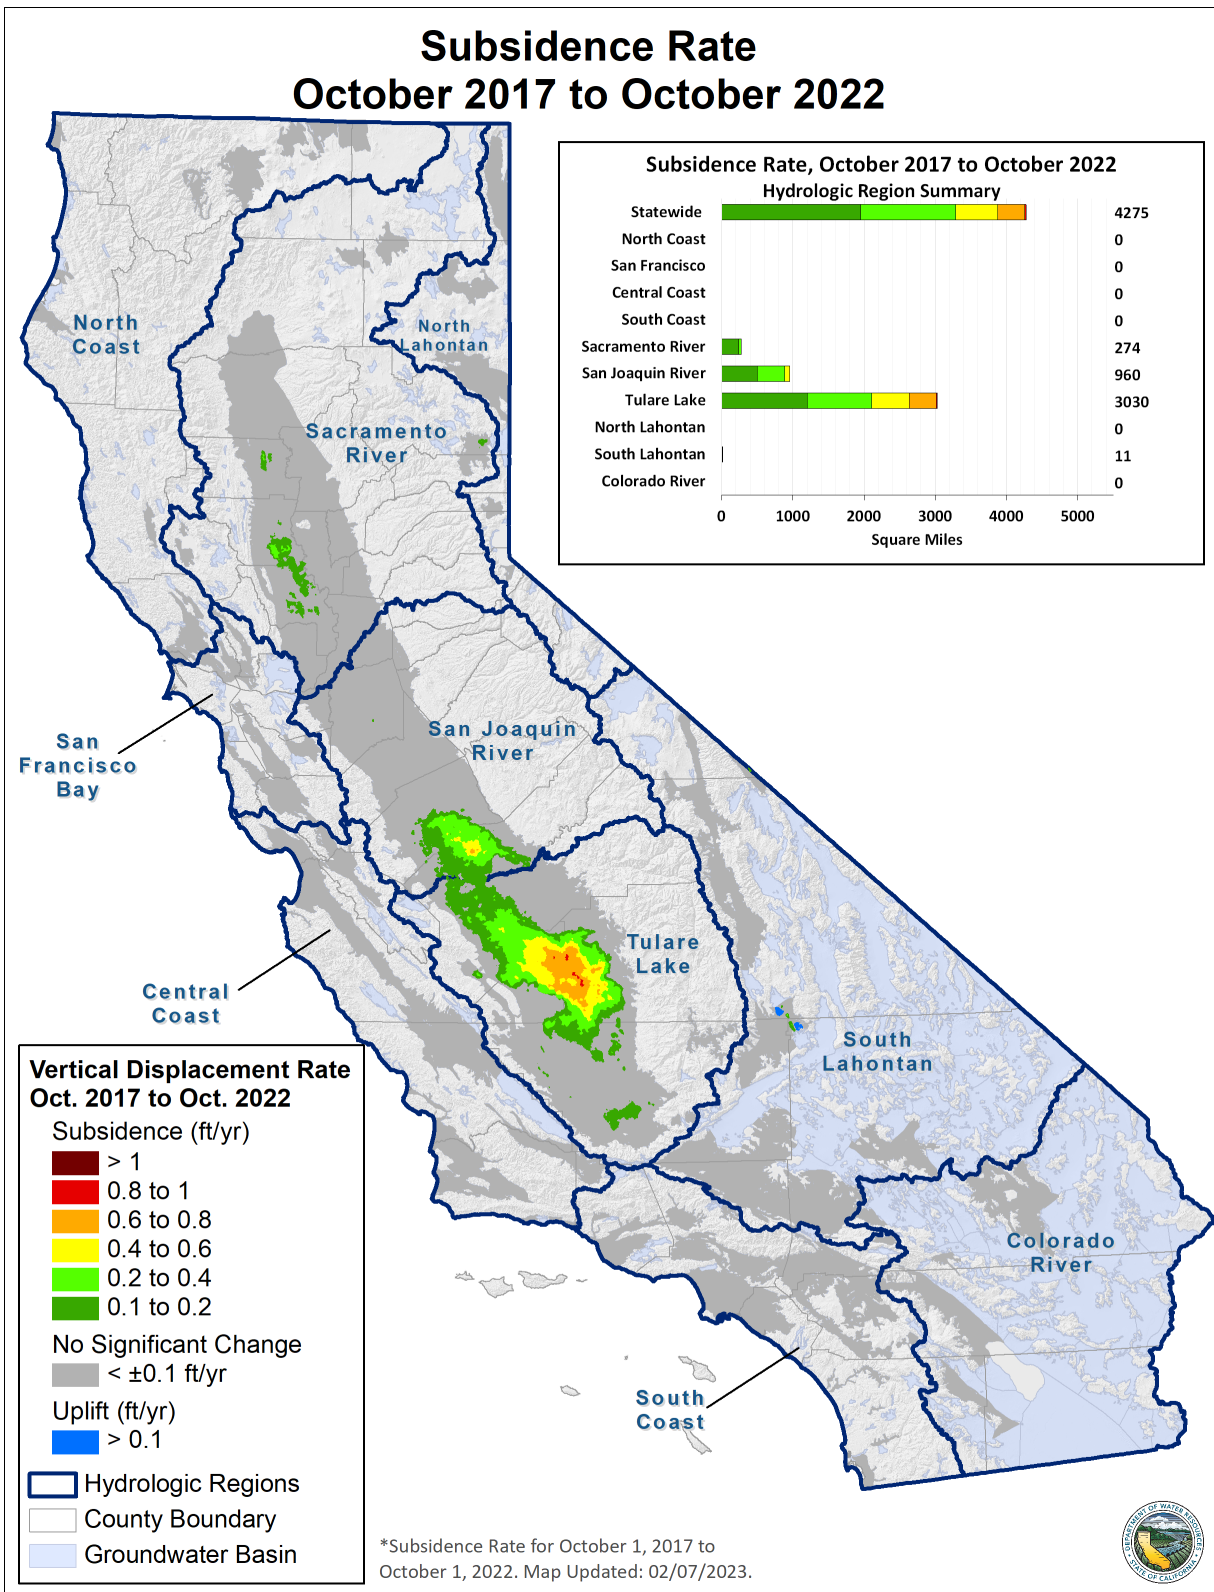 Subsidence Rate
October 2017 to October 2022
Subsidence Rate, October 2017 to October 2022
Hydrologic Region Summary
Statewide 4275
North Coast 0
San Francisco 0
Central Coast 0
South Coast 0
Sacramento River 274
San Joaquin River 960
Tulare Lake 3030
North Lahontan 0
South Lahontan 11
Colorado River 0
0 1000 2000 3000 4000 5000
Square Miles
North
Coast
North
Lahontan
Sacramento
River
San Joaquin
River
San
Francisco
Bay
Tulare
Lake
Central
Coast
South
Lahontan
Colorado
River
South
Coast
Vertical Displacement Rate
Oct. 2017 to Oct. 2022
Subsidence (ft/yr)
> 1
0.8 to 1
0.6 to 0.8
0.4 to 0.6
0.2 to 0.4
0.1 to 0.2
No Significant Change
< ±0.1 ft/yr
Uplift (ft/yr)
> 0.1
Hydrologic Regions
County Boundary
Groundwater Basin
*Subsidence Rate for October 1, 2017 to
October 1, 2022. Map Updated: 02/07/2023.
DEPARTMENT OF WATER RESOURCES
STATE OF CALIFORNIA